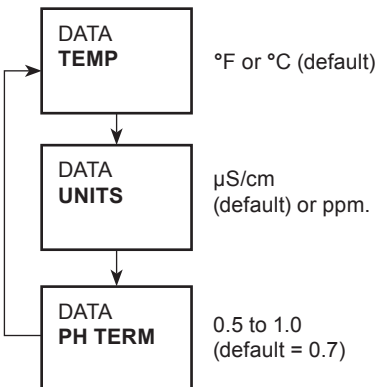 DATA
TEMP
°F or °C (default)
DATA
UNITS
µS/cm
(default) or ppm.
DATA
PH TERM
0.5 to 1.0
(default = 0.7)